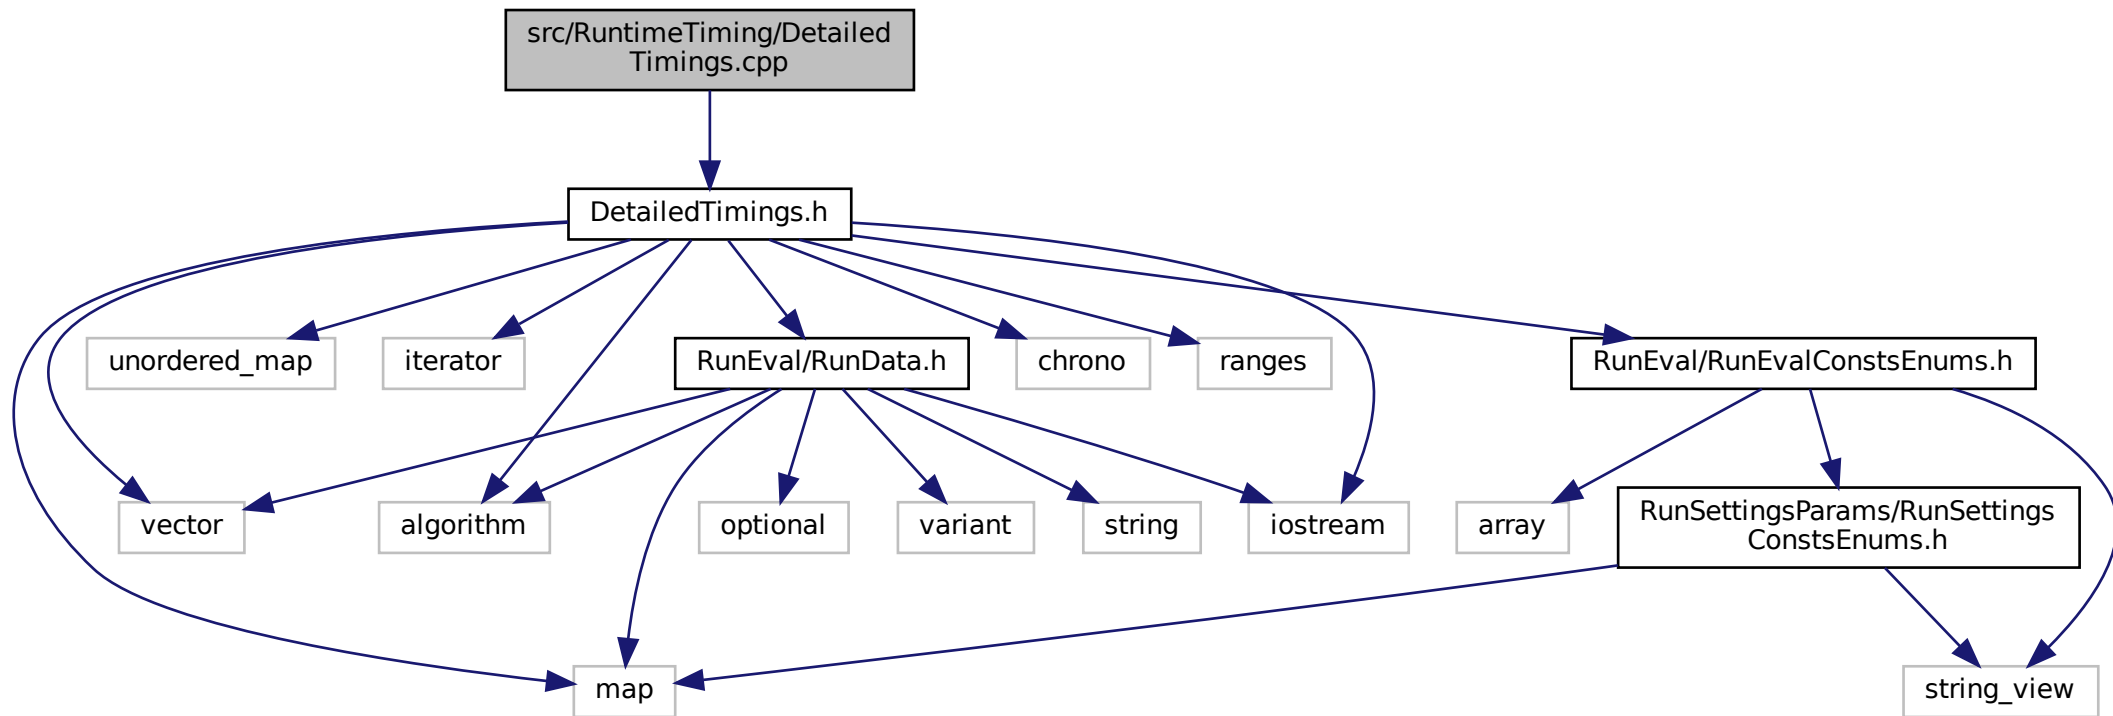 src/RuntimeTiming/Detailed
Timings.cpp
DetailedTimings.h
unordered_map
iterator
RunEval/RunData.h
chrono
ranges
RunEval/RunEvalConstsEnums.h
vector
algorithm
optional
variant
string
iostream
array
RunSettingsParams/RunSettings
ConstsEnums.h
map
string_view